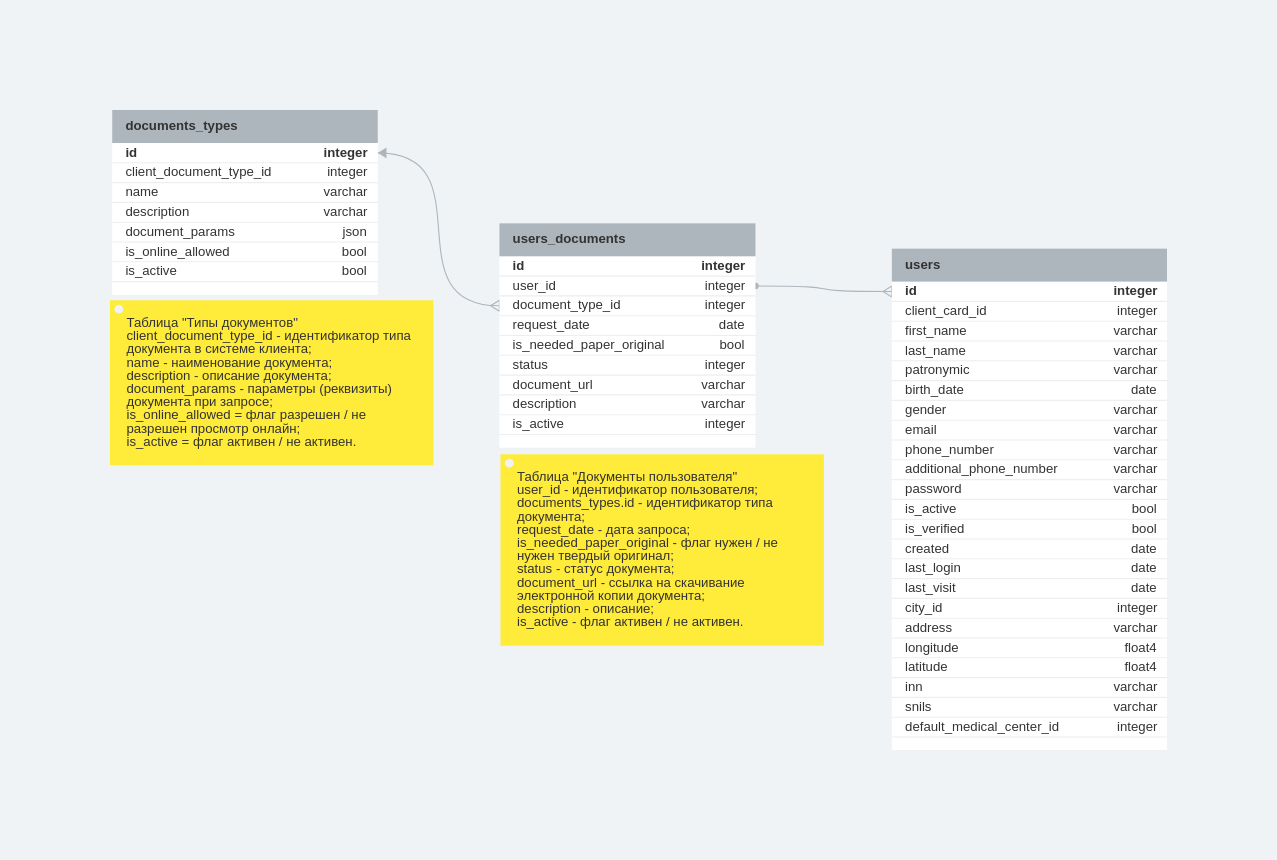 documents_types
id integer
client_document_type_id integer
name varchar
description varchar
document_params json
is_online_allowed bool
is_active bool
Таблица "Типы документов"
client_document_type_id - идентификатор типа
документа в системе клиента;
name - наименование документа;
description - описание документа;
document_params - параметры (реквизиты)
документа при запросе;
is_online_allowed = флаг разрешен / не
разрешен просмотр онлайн;
is_active = флаг активен / не активен.
users_documents
id integer
user_id integer
document_type_id integer
request_date date
is_needed_paper_original bool
status integer
document_url varchar
description varchar
is_active integer
Таблица "Документы пользователя"
user_id - идентификатор пользователя;
documents_types.id - идентификатор типа
документа;
request_date - дата запроса;
is_needed_paper_original - флаг нужен / не
нужен твердый оригинал;
status - статус документа;
document_url - ссылка на скачивание
электронной копии документа;
description - описание;
is_active - флаг активен / не активен.
users
id integer
client_card_id integer
first_name varchar
last_name varchar
patronymic varchar
birth_date date
gender varchar
email varchar
phone_number varchar
additional_phone_number varchar
password varchar
is_active bool
is_verified bool
created date
last_login date
last_visit date
city_id integer
address varchar
longitude float4
latitude float4
inn varchar
snils varchar
default_medical_center_id integer